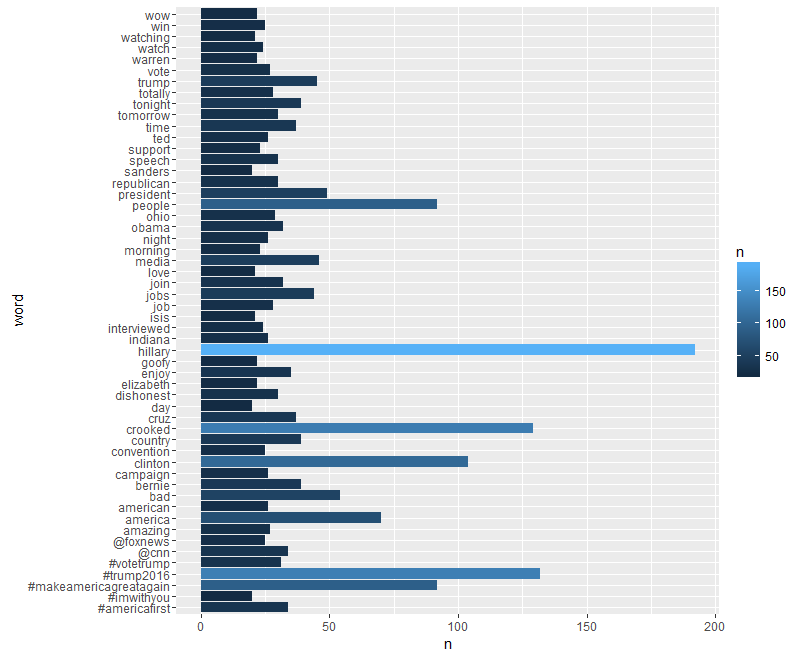 wow
win
watching
watch
warren
vote
trump
totally
tonight
tomorrow
time
ted
support
speech
sanders
republican
president
people
ohio
obama
night
morning
media
love
join
jobs
job
isis
interviewed
indiana
hillary
goofy
enjoy
elizabeth
dishonest
day
cruz
crooked
country
convention
clinton
campaign
bernie
bad
american
america
amazing
@foxnews
@cnn
#votetrump
#trump2016
#makeamericagreatagain
#imwithyou
#americafirst
word
0 50 100 150 200
n
n
150
100
50